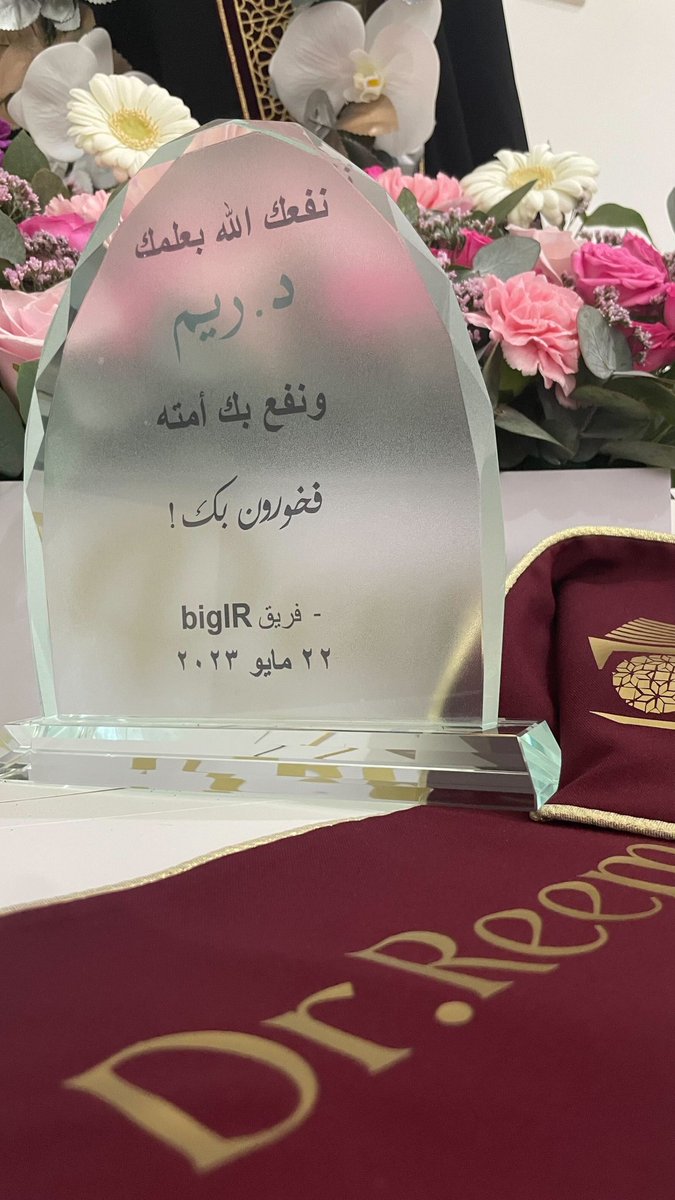 نفعك الله بعلمك
د. ريم
ونفع بك أمته
فخورون بك!
- فريق bigIR
٢٢ مايو ٢٠٢٣
Dr.Reem